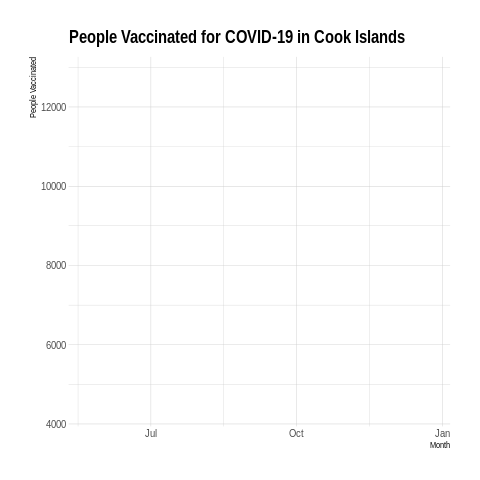 People Vaccinated for COVID-19 in Cook Islands
People Vaccinated
12000
10000
8000
6000
4000
Jul Oct Jan
Month